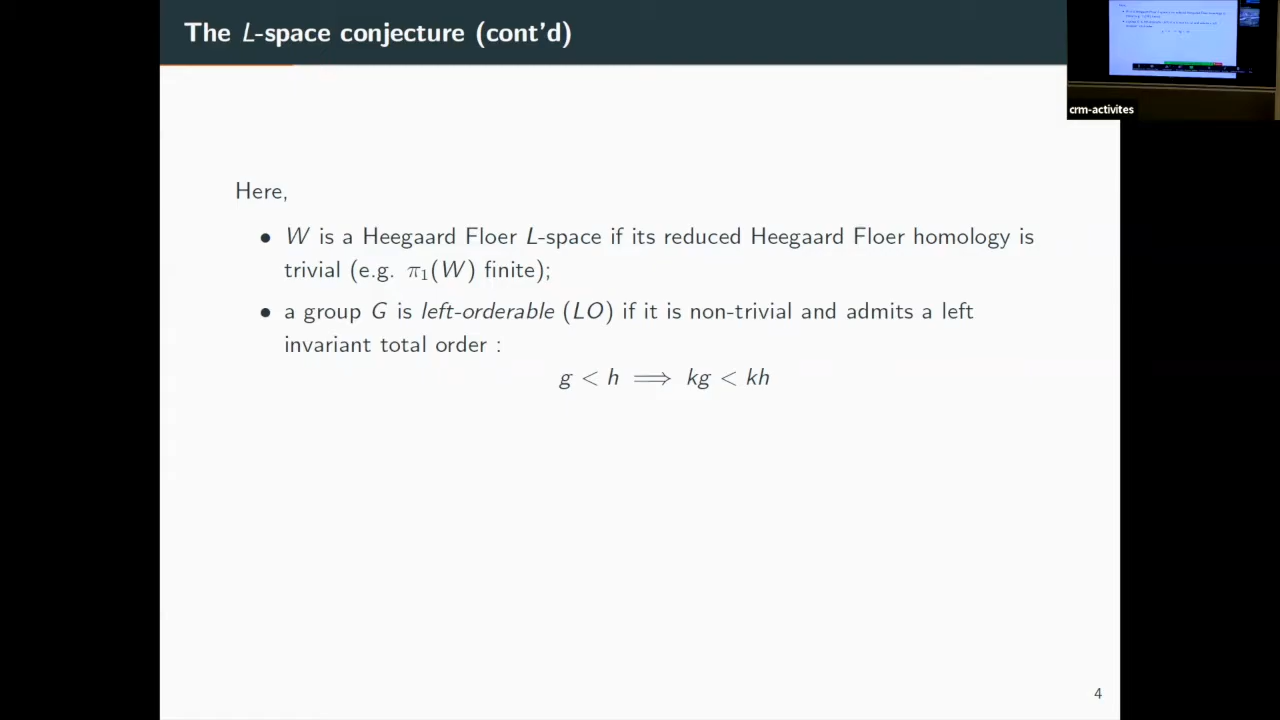 The L-space conjecture (cont'd)
crm-activites
Here,
• W is a Heegaard Floer L-space if its reduced Heegaard Floer homology is
trivial (e.g. π₁(W) finite);
• a group G is left-orderable (LO) if it is non-trivial and admits a left
invariant total order :
g < h ⟹ kg < kh
4